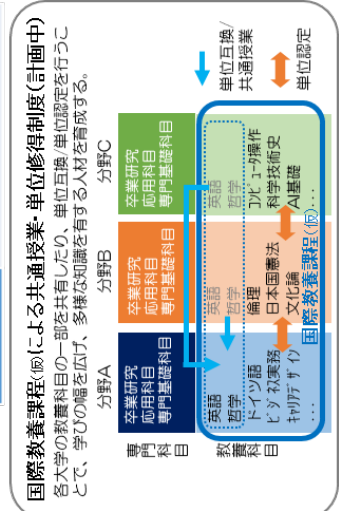 国際教養課程(仮)による共通授業・単位修得制度(計画中)
各大学の教養科目の一部を共有したり、単位互換/単位認定を行うこ
とで、学びの幅を広げ、多様な知識を有する人材を育成する。
分野A
分野B
分野C
専門科目
卒業研究
応用科目
専門基礎科目
卒業研究
応用科目
専門基礎科目
卒業研究
応用科目
専門基礎科目
教養科目
英語
哲学
ドイツ語
ビジネス実務
キャリアデザイン
....
英語
哲学
倫理
日本国憲法
文化論
英語
哲学
コンピュータ操作
科学技術史
AI基礎
....
国際教養課程(仮)
単位互換/
共通授業
単位認定